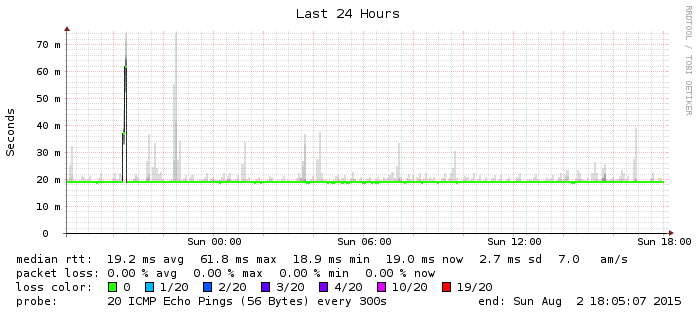 Last 24 Hours
RRDTOOL / TOBI OETIKER
Seconds
70 m
60 m
50 m
40 m
30 m
20 m
10 m
0
Sun 00:00 Sun 06:00 Sun 12:00 Sun 18:00
median rtt: 19.2 ms avg 61.8 ms max 18.9 ms min 19.0 ms now 2.7 ms sd 7.0 am/s
packet loss: 0.00 % avg 0.00 % max 0.00 % min 0.00 % now
loss color: 0 1/20 2/20 3/20 4/20 10/20 19/20
probe: 20 ICMP Echo Pings (56 Bytes) every 300s end: Sun Aug 2 18:05:07 2015